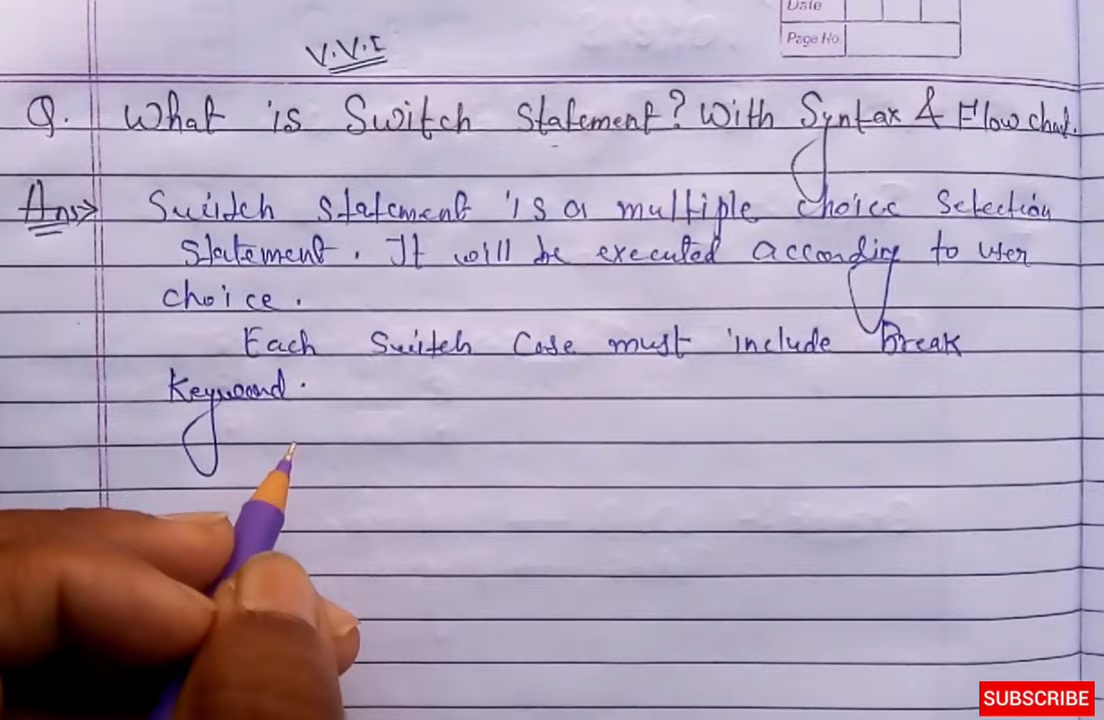 Date
Page No.
V.V.I
Q. What is Switch Statement? With Syntax & Flow chart.
Ans> Switch statement is a multiple choice Selection
statement. It will be executed according to user
choice.
Each Switch Case must include Break
Keyword.
SUBSCRIBE